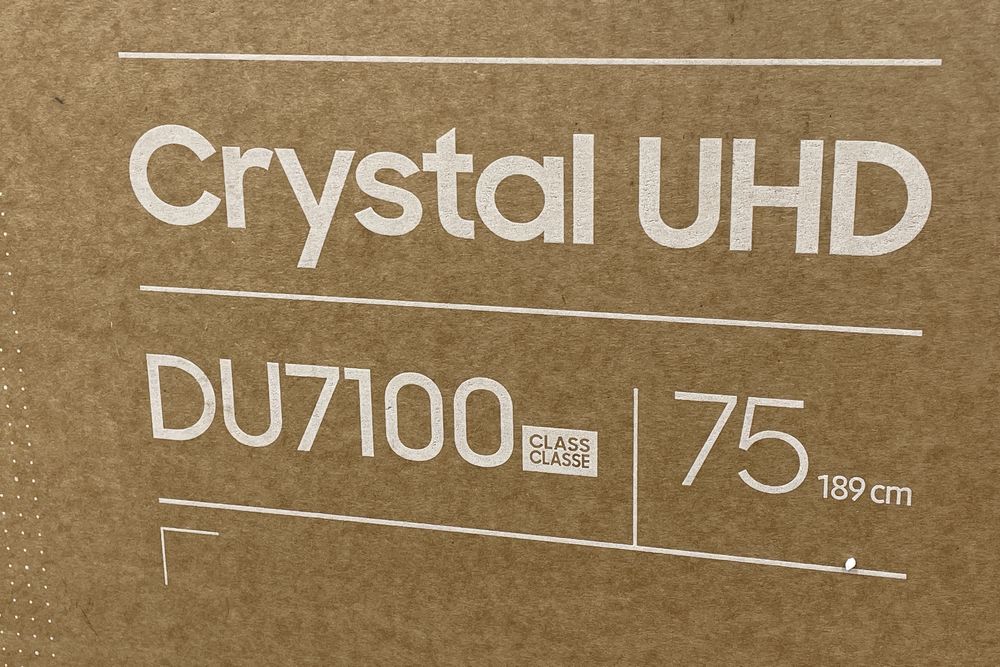 Crystal UHD
DU7100 CLASS CLASSE
75 189 cm